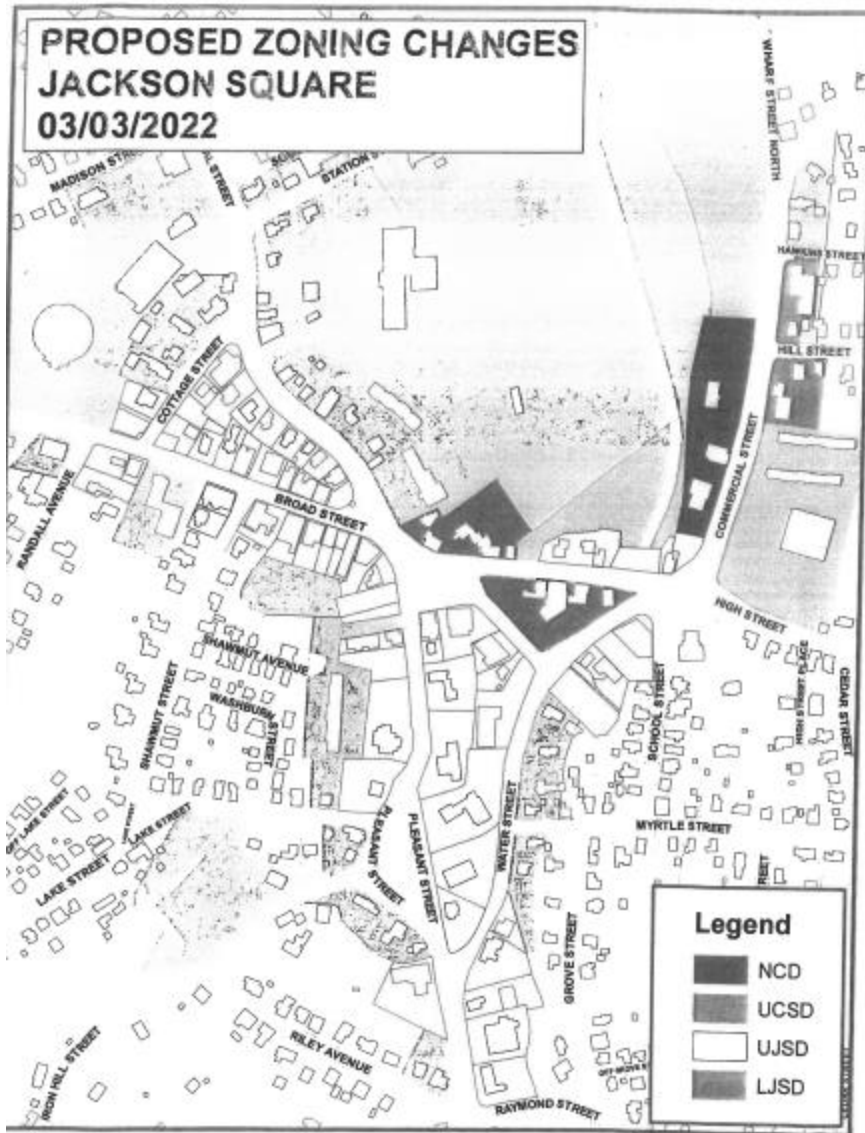 PROPOSED ZONING CHANGES
JACKSON SQUARE
03/03/2022
WHARF STREET NORTH
MADISON
STATION
HILL STREET
COTTAGE STREET
COMMERCIAL STREET
RANDALL AVENUE
BROAD STREET
HIGH STREET
SHAWMUT AVENUE
HIGH STREET PLACE
CEDAR STREET
SCHOOL STREET
SHAWMUT STREET
WASHBURN STREET
LAKE STREET
LAKE STREET
PLEASANT STREET
PLEASANT STREET
WATER STREET
MYRTLE STREET
GROVE STREET
RILEY AVENUE
IRON HILL STREET
RAYMOND STREET
Legend
NCD
UCSD
UJSD
LJSD